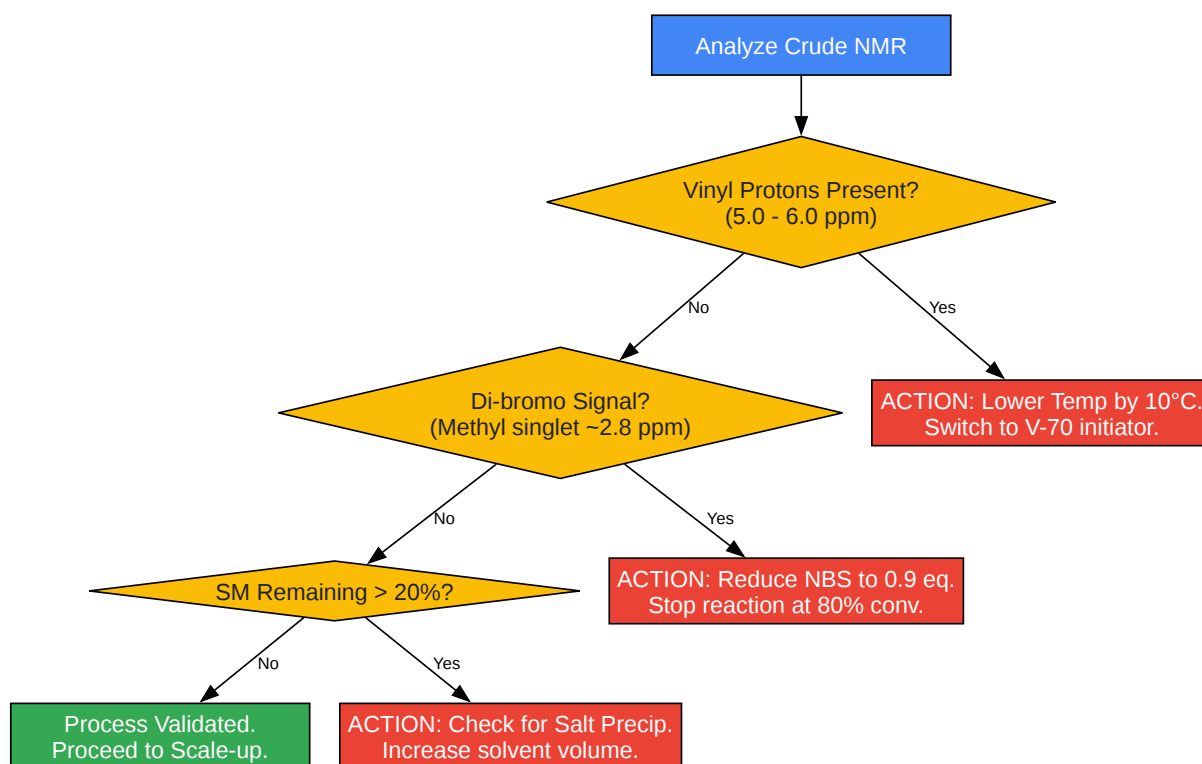 Analyze Crude NMR
Vinyl Protons Present?
(5.0 - 6.0 ppm)
No
Yes
Di-bromo Signal?
(Methyl singlet ~2.8 ppm)
ACTION: Lower Temp by 10°C.
Switch to V-70 initiator.
No
Yes
SM Remaining > 20%?
ACTION: Reduce NBS to 0.9 eq.
Stop reaction at 80% conv.
No
Yes
Process Validated.
Proceed to Scale-up.
ACTION: Check for Salt Precip.
Increase solvent volume.